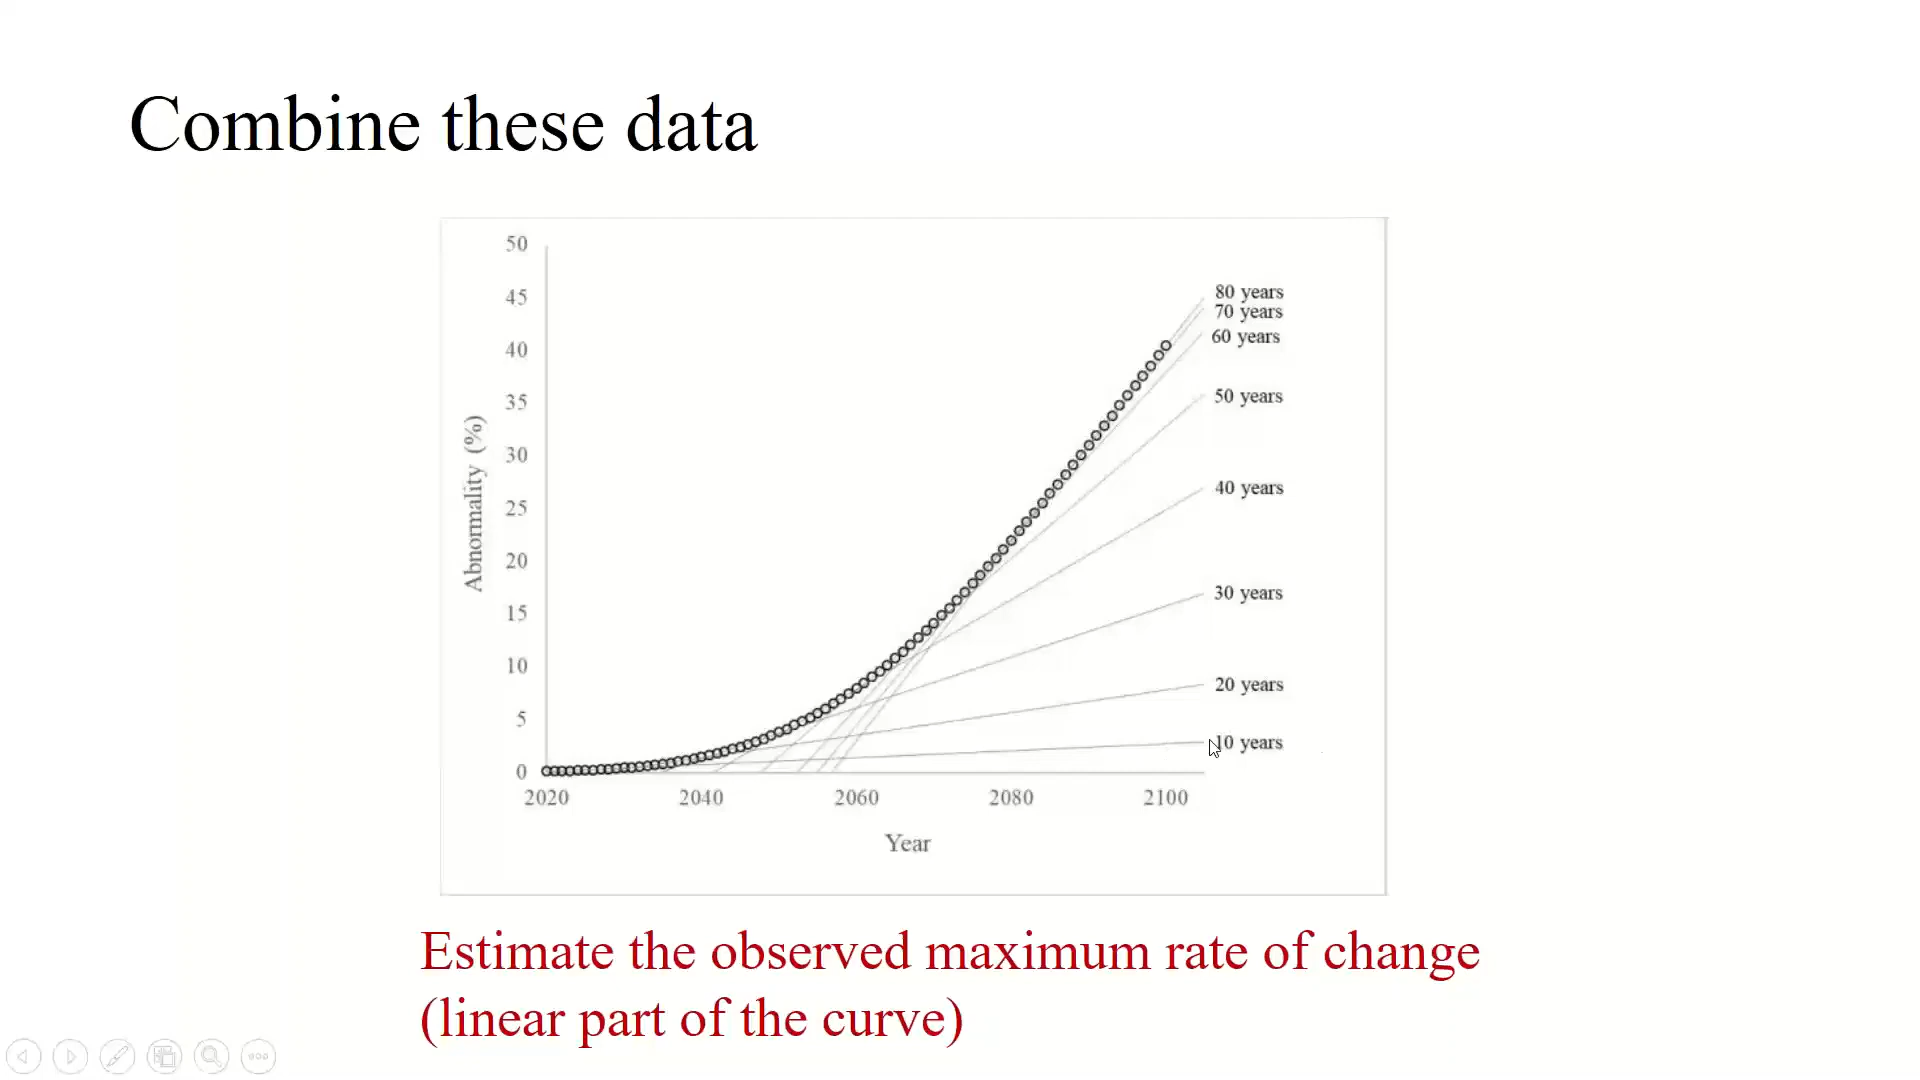 Combine these data
50
45
40
35
30
25
20
15
10
5
0
Abnormality (%)
80 years
70 years
60 years
50 years
40 years
30 years
20 years
10 years
2020 2040 2060 2080 2100
Year
Estimate the observed maximum rate of change
(linear part of the curve)